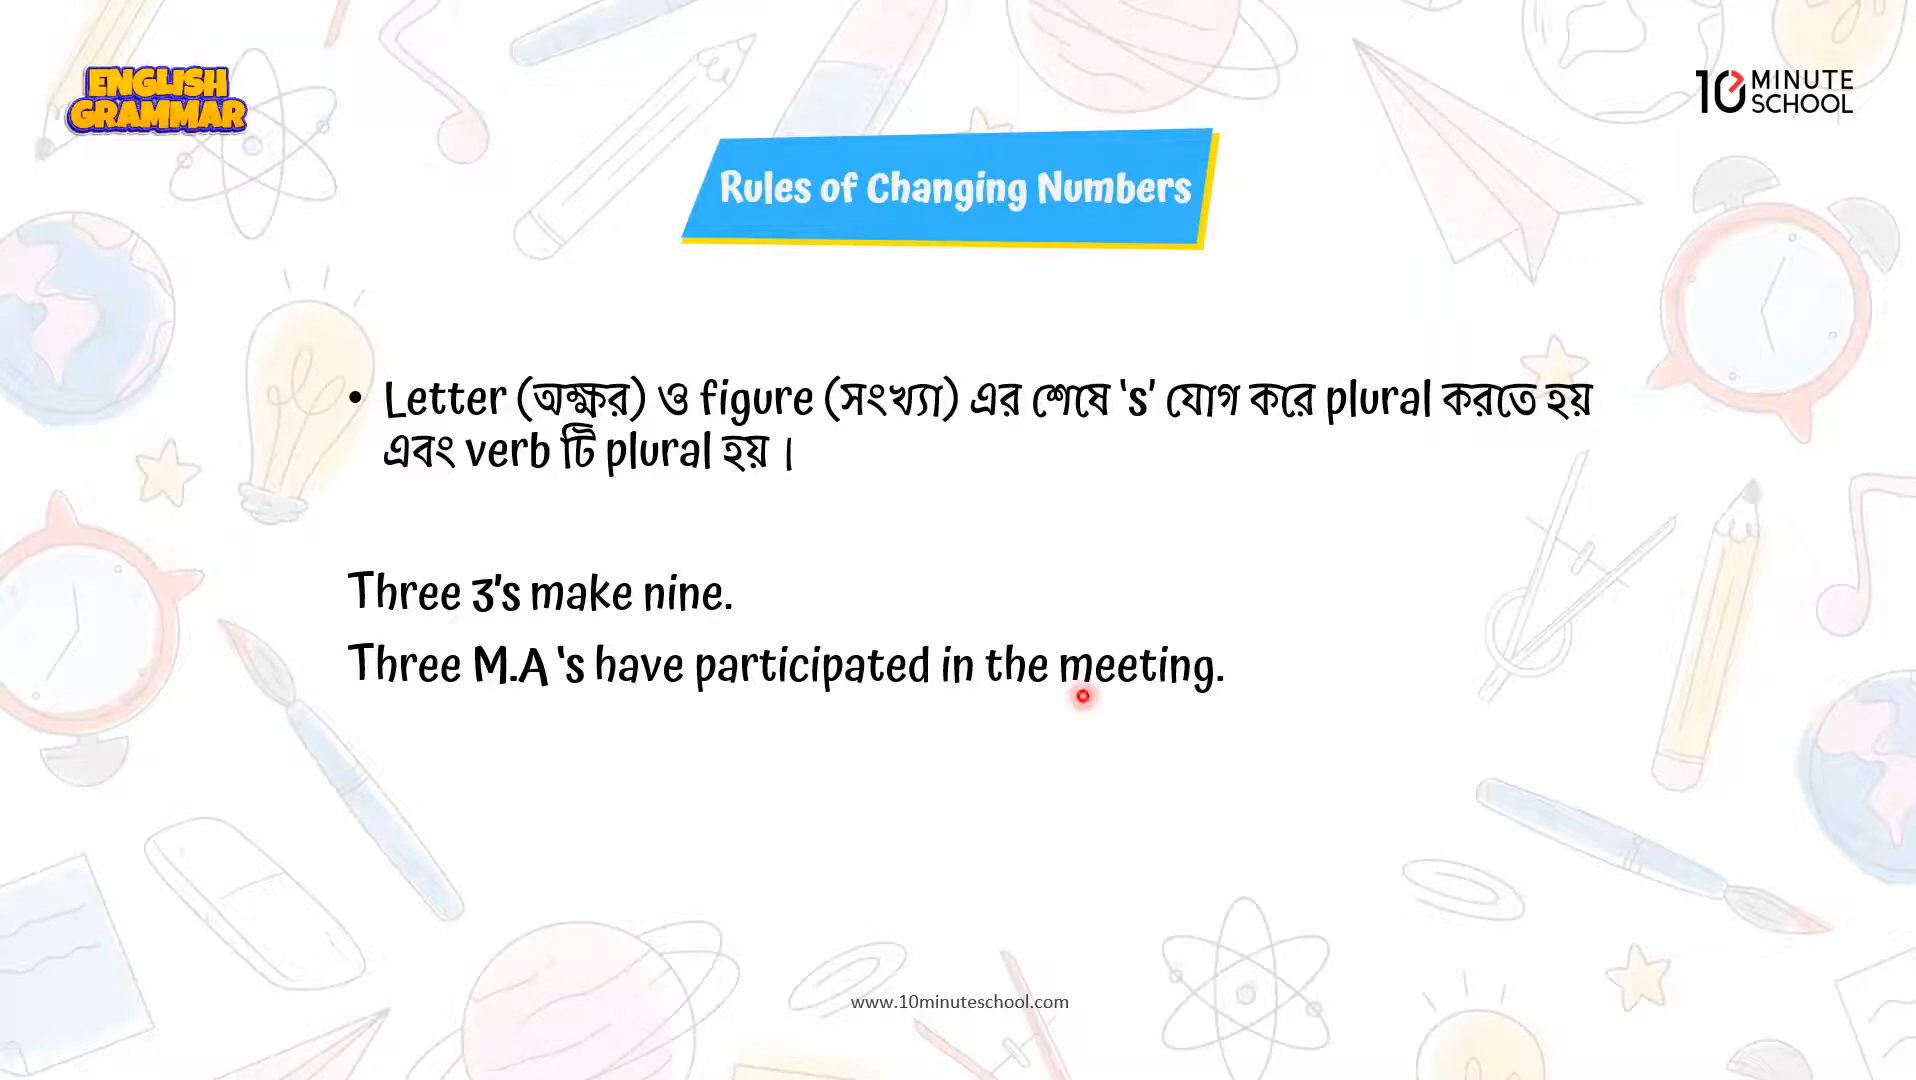 ENGLISH
GRAMMAR
10 MINUTE
SCHOOL
Rules of Changing Numbers
• Letter (অক্ষর) ও figure (সংখ্যা) এর শেষে ‘s’ যোগ করে plural করতে হয়
এবং verb টি plural হয় ।
Three 3’s make nine.
Three M.A ‘s have participated in the meeting.
www.10minuteschool.com